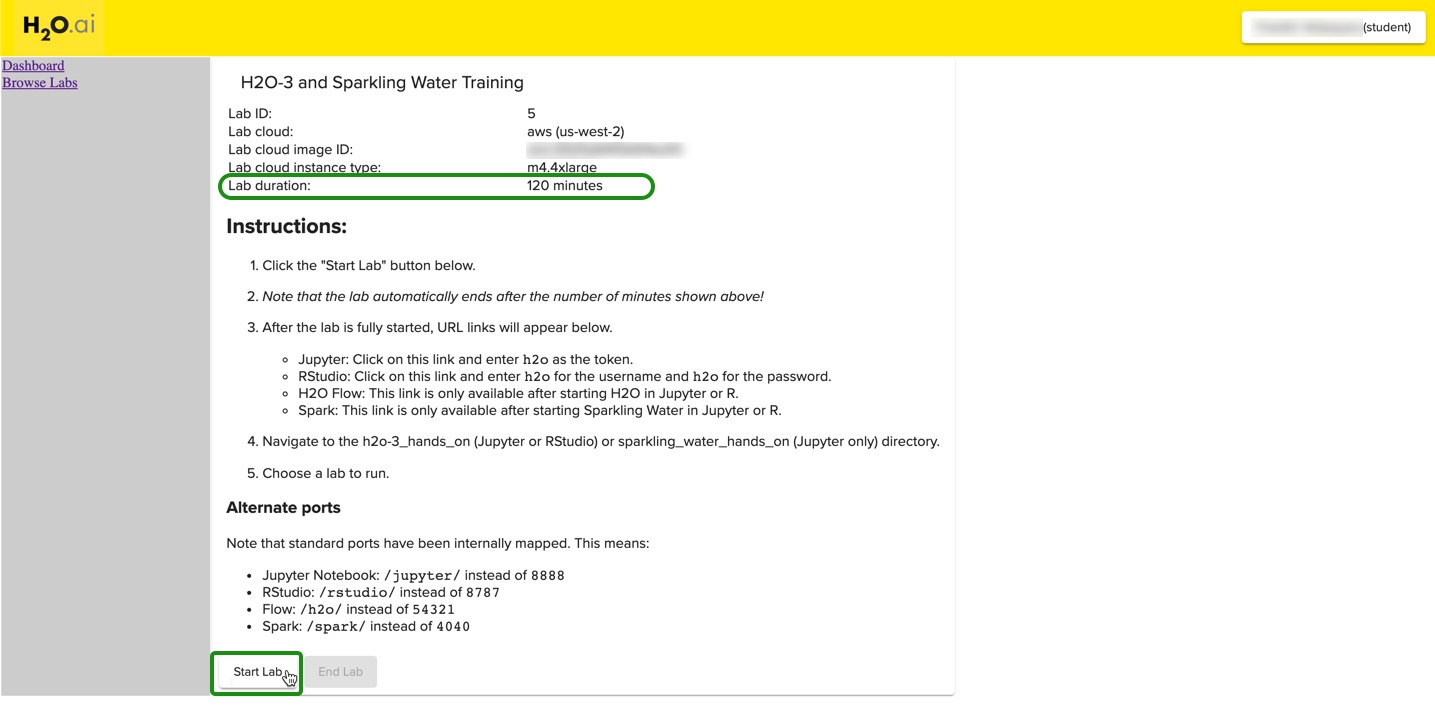 H2O.ai
(student)
Dashboard
Browse Labs
H2O-3 and Sparkling Water Training
Lab ID: 5
Lab cloud: aws (us-west-2)
Lab cloud image ID:
Lab cloud instance type: m4.4xlarge
Lab duration: 120 minutes
Instructions:
1. Click the "Start Lab" button below.
2. Note that the lab automatically ends after the number of minutes shown above!
3. After the lab is fully started, URL links will appear below.
◦ Jupyter: Click on this link and enter h2o as the token.
◦ RStudio: Click on this link and enter h2o for the username and h2o for the password.
◦ H2O Flow: This link is only available after starting H2O in Jupyter or R.
◦ Spark: This link is only available after starting Sparkling Water in Jupyter or R.
4. Navigate to the h2o-3_hands_on (Jupyter or RStudio) or sparkling_water_hands_on (Jupyter only) directory.
5. Choose a lab to run.
Alternate ports
Note that standard ports have been internally mapped. This means:
• Jupyter Notebook: /jupyter/ instead of 8888
• RStudio: /rstudio/ instead of 8787
• Flow: /h2o/ instead of 54321
• Spark: /spark/ instead of 4040
Start Lab End Lab